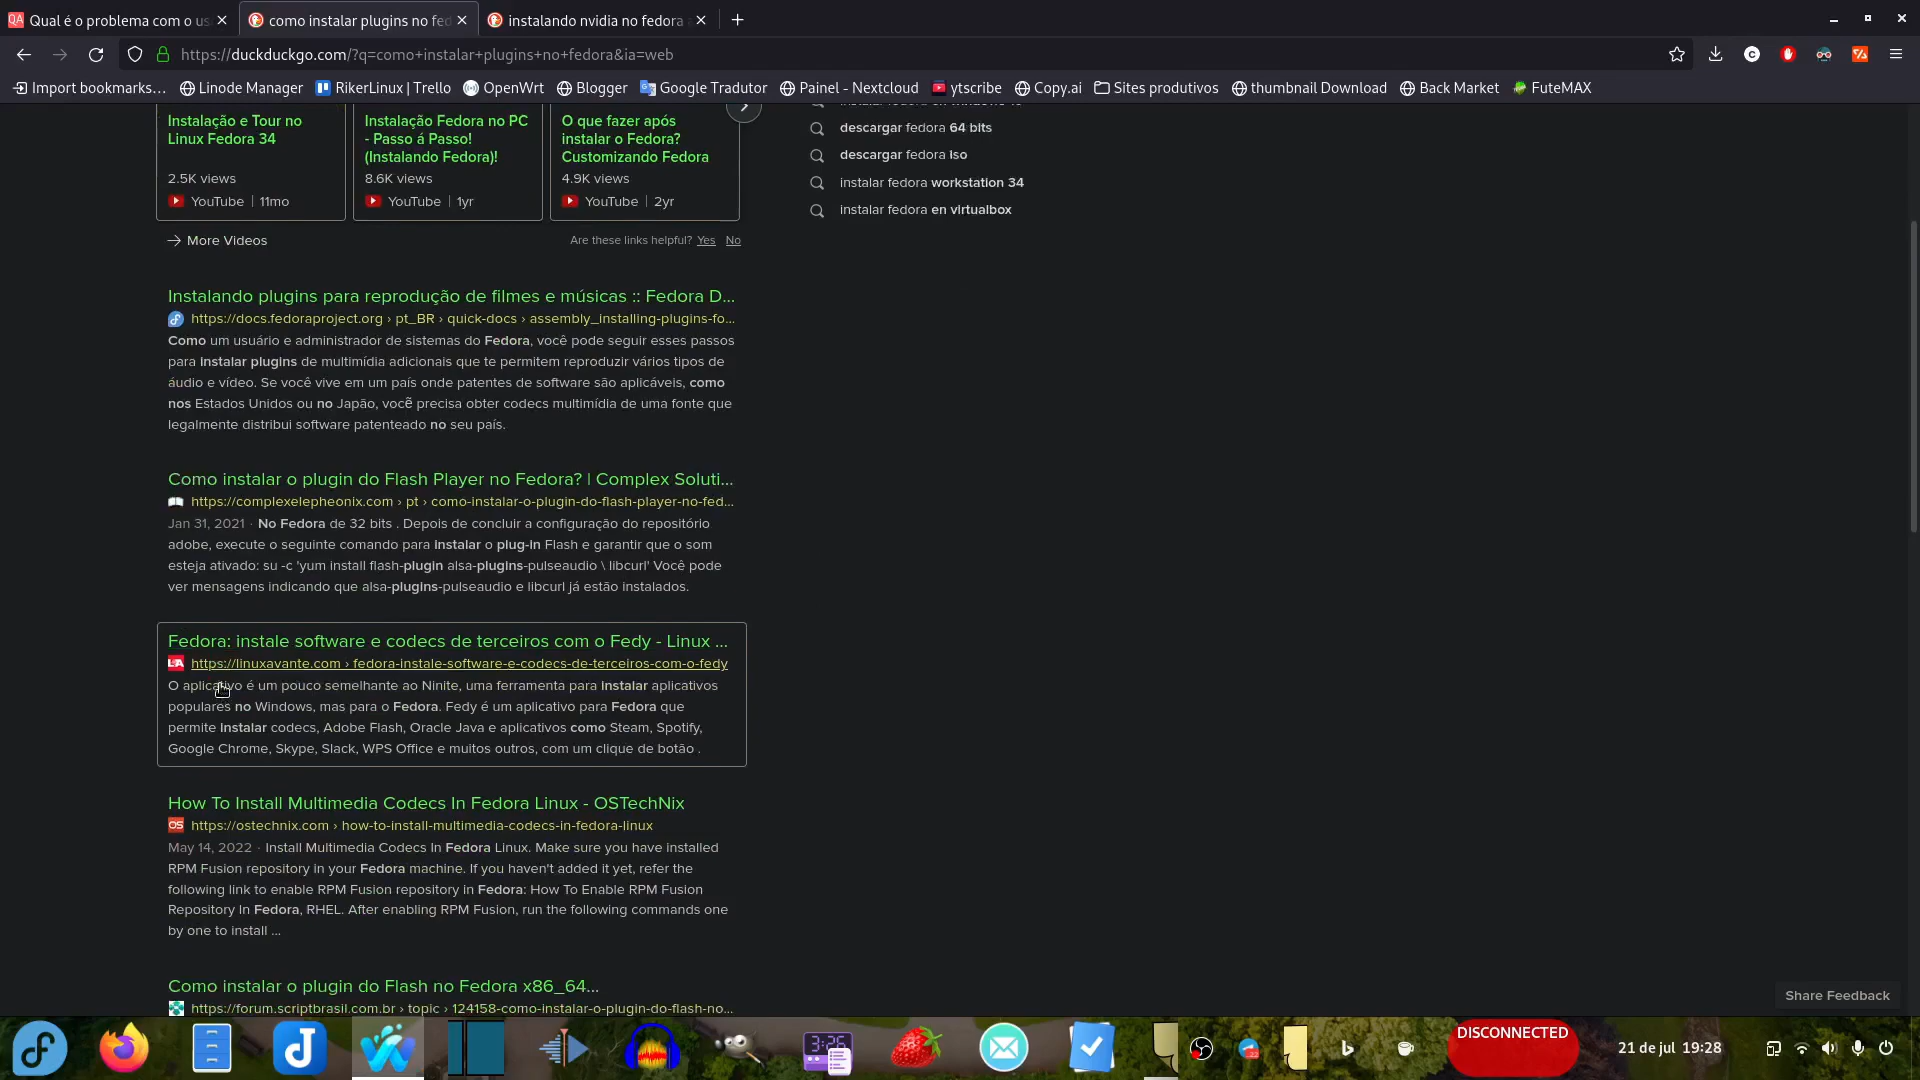 Qual é o problema com o us
como instalar plugins no fed
instalando nvidia no fedora a
https://duckduckgo.com/?q=como+instalar+plugins+no+fedora&ia=web
Import bookmarks...
Linode Manager
RikerLinux | Trello
OpenWrt
Blogger
Google Tradutor
Painel - Nextcloud
ytscribe
Copy.ai
Sites produtivos
thumbnail Download
Back Market
FuteMAX
Instalação e Tour no
Linux Fedora 34
2.5K views
YouTube | 11mo
Instalação Fedora no PC
- Passo á Passo!
(Instalando Fedora)!
8.6K views
YouTube | 1yr
O que fazer após
instalar o Fedora?
Customizando Fedora
4.9K views
YouTube | 2yr
descargar fedora 64 bits
descargar fedora iso
instalar fedora workstation 34
instalar fedora en virtualbox
More Videos
Are these links helpful? Yes No
Instalando plugins para reprodução de filmes e músicas :: Fedora D...
https://docs.fedoraproject.org › pt_BR › quick-docs › assembly_installing-plugins-fo...
Como um usuário e administrador de sistemas do Fedora, você pode seguir esses passos
para instalar plugins de multimídia adicionais que te permitem reproduzir vários tipos de
áudio e vídeo. Se você vive em um país onde patentes de software são aplicáveis, como
nos Estados Unidos ou no Japão, você precisa obter codecs multimídia de uma fonte que
legalmente distribui software patenteado no seu país.
Como instalar o plugin do Flash Player no Fedora? | Complex Soluti...
https://complexelepheonix.com › pt › como-instalar-o-plugin-do-flash-player-no-fed...
Jan 31, 2021 · No Fedora de 32 bits . Depois de concluir a configuração do repositório
adobe, execute o seguinte comando para instalar o plug-in Flash e garantir que o som
esteja ativado: su -c 'yum install flash-plugin alsa-plugins-pulseaudio \ libcurl' Você pode
ver mensagens indicando que alsa-plugins-pulseaudio e libcurl já estão instalados.
Fedora: instale software e codecs de terceiros com o Fedy - Linux ...
https://linuxavante.com › fedora-instale-software-e-codecs-de-terceiros-com-o-fedy
O aplicativo é um pouco semelhante ao Ninite, uma ferramenta para instalar aplicativos
populares no Windows, mas para o Fedora. Fedy é um aplicativo para Fedora que
permite instalar codecs, Adobe Flash, Oracle Java e aplicativos como Steam, Spotify,
Google Chrome, Skype, Slack, WPS Office e muitos outros, com um clique de botão .
How To Install Multimedia Codecs In Fedora Linux - OSTechNix
https://ostechnix.com › how-to-install-multimedia-codecs-in-fedora-linux
May 14, 2022 · Install Multimedia Codecs In Fedora Linux. Make sure you have installed
RPM Fusion repository in your Fedora machine. If you haven't added it yet, refer the
following link to enable RPM Fusion repository in Fedora: How To Enable RPM Fusion
Repository In Fedora, RHEL. After enabling RPM Fusion, run the following commands one
by one to install ...
Como instalar o plugin do Flash no Fedora x86_64...
https://forum.scriptbrasil.com.br › topic › 124158-como-instalar-o-plugin-do-flash-no...
Share Feedback
3:26
DISCONNECTED
21 de jul 19:28